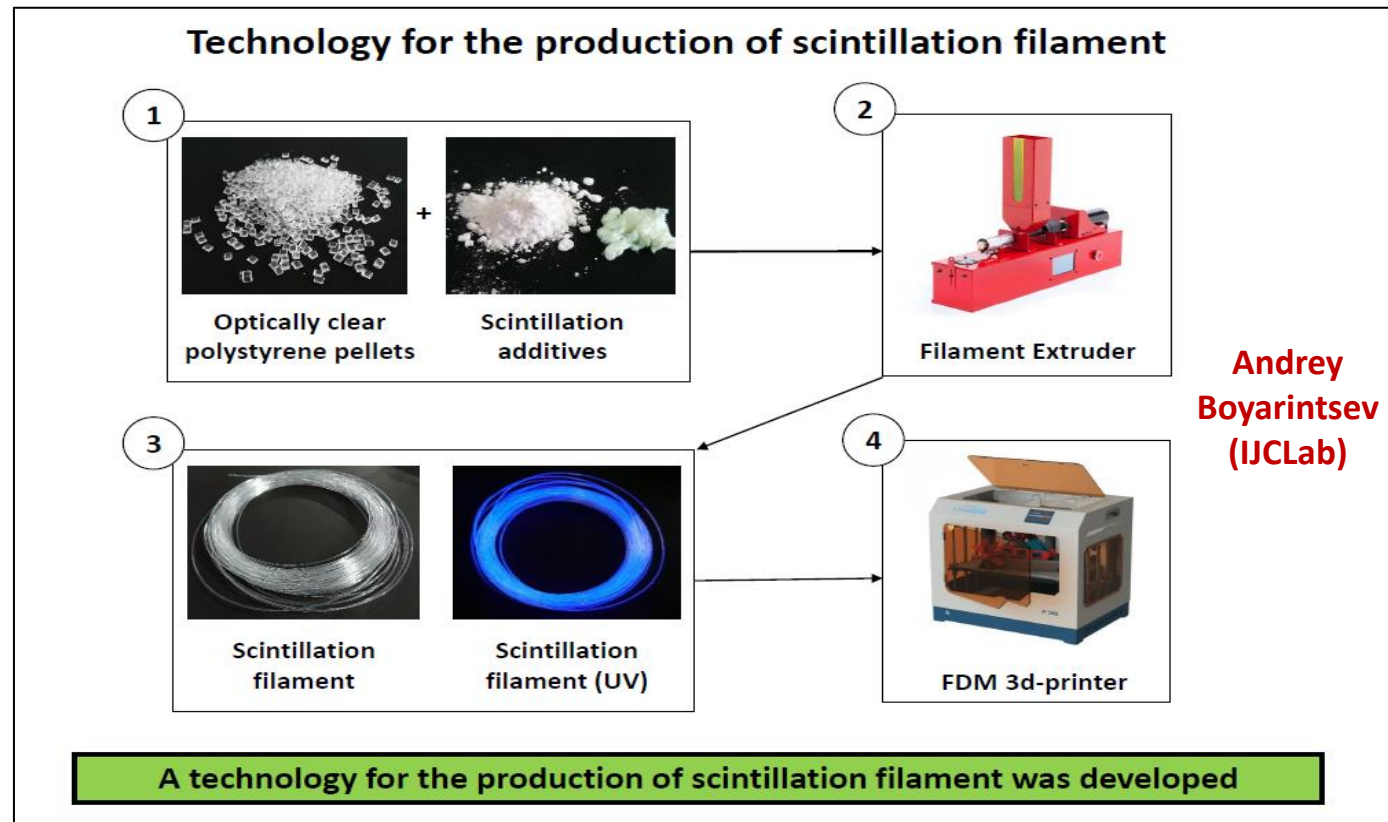 Technology for the production of scintillation filament
1
+
Optically clear
polystyrene pellets
Scintillation
additives
2
Filament Extruder
Andrey
Boyarintsev
(IJCLab)
3
Scintillation
filament
Scintillation
filament (UV)
4
FDM 3d-printer
A technology for the production of scintillation filament was developed